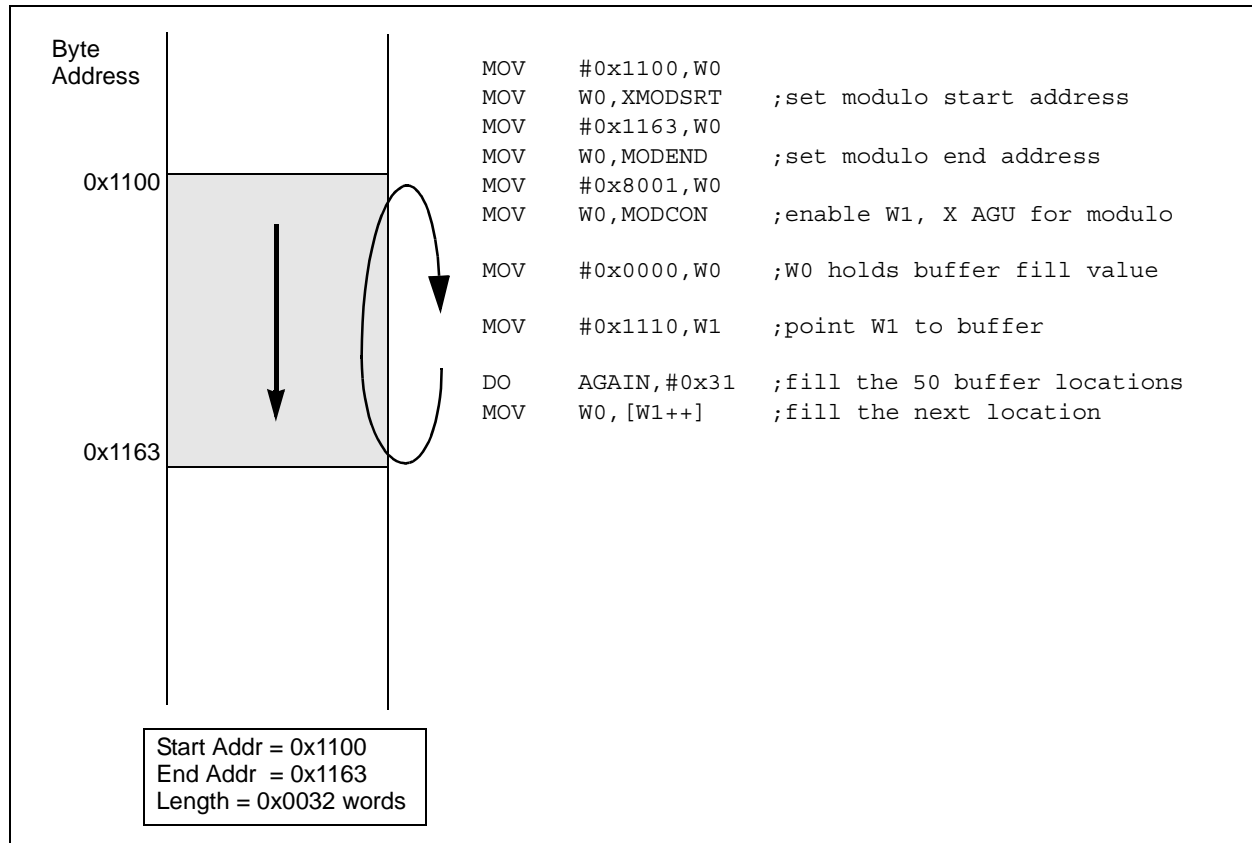 Byte
Address
0x1100
0x1163
MOV #0x1100,W0
MOV W0,XMODSRT ;set modulo start address
MOV #0x1163,W0
MOV W0,MODEND ;set modulo end address
MOV #0x8001,W0
MOV W0,MODCON ;enable W1, X AGU for modulo
MOV #0x0000,W0 ;W0 holds buffer fill value
MOV #0x1110,W1 ;point W1 to buffer
DO AGAIN,#0x31 ;fill the 50 buffer locations
MOV W0,[W1++] ;fill the next location
Start Addr = 0x1100
End Addr = 0x1163
Length = 0x0032 words